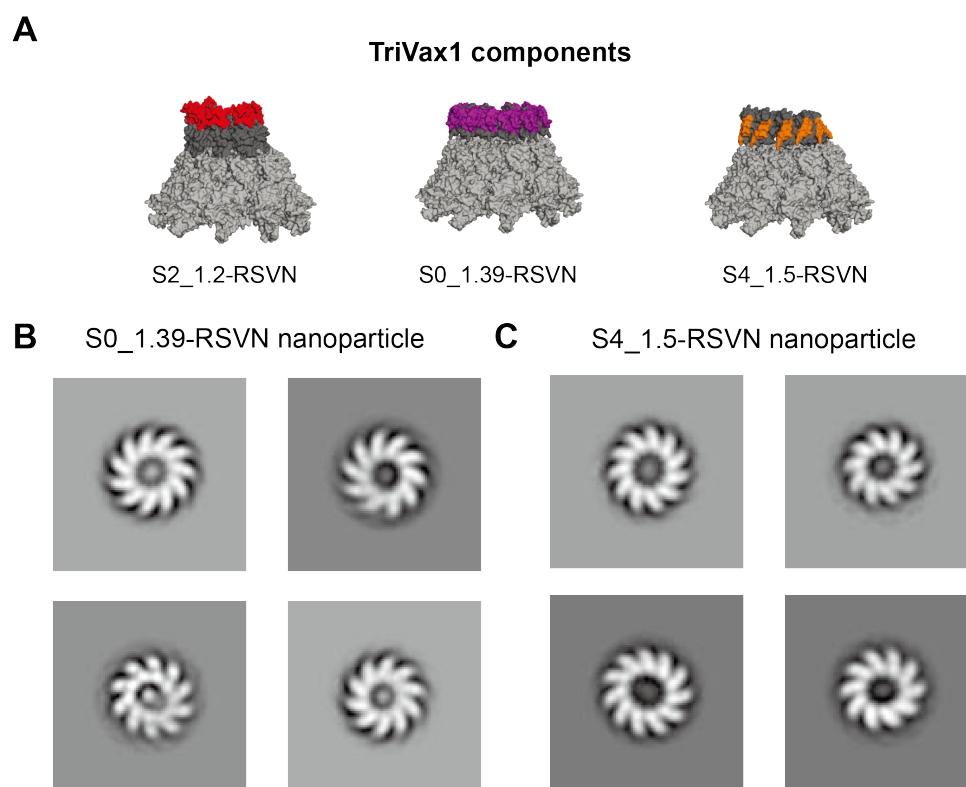 A
TriVax1 components
S2_1.2-RSVN
S0_1.39-RSVN
S4_1.5-RSVN
B
S0_1.39-RSVN nanoparticle
C
S4_1.5-RSVN nanoparticle